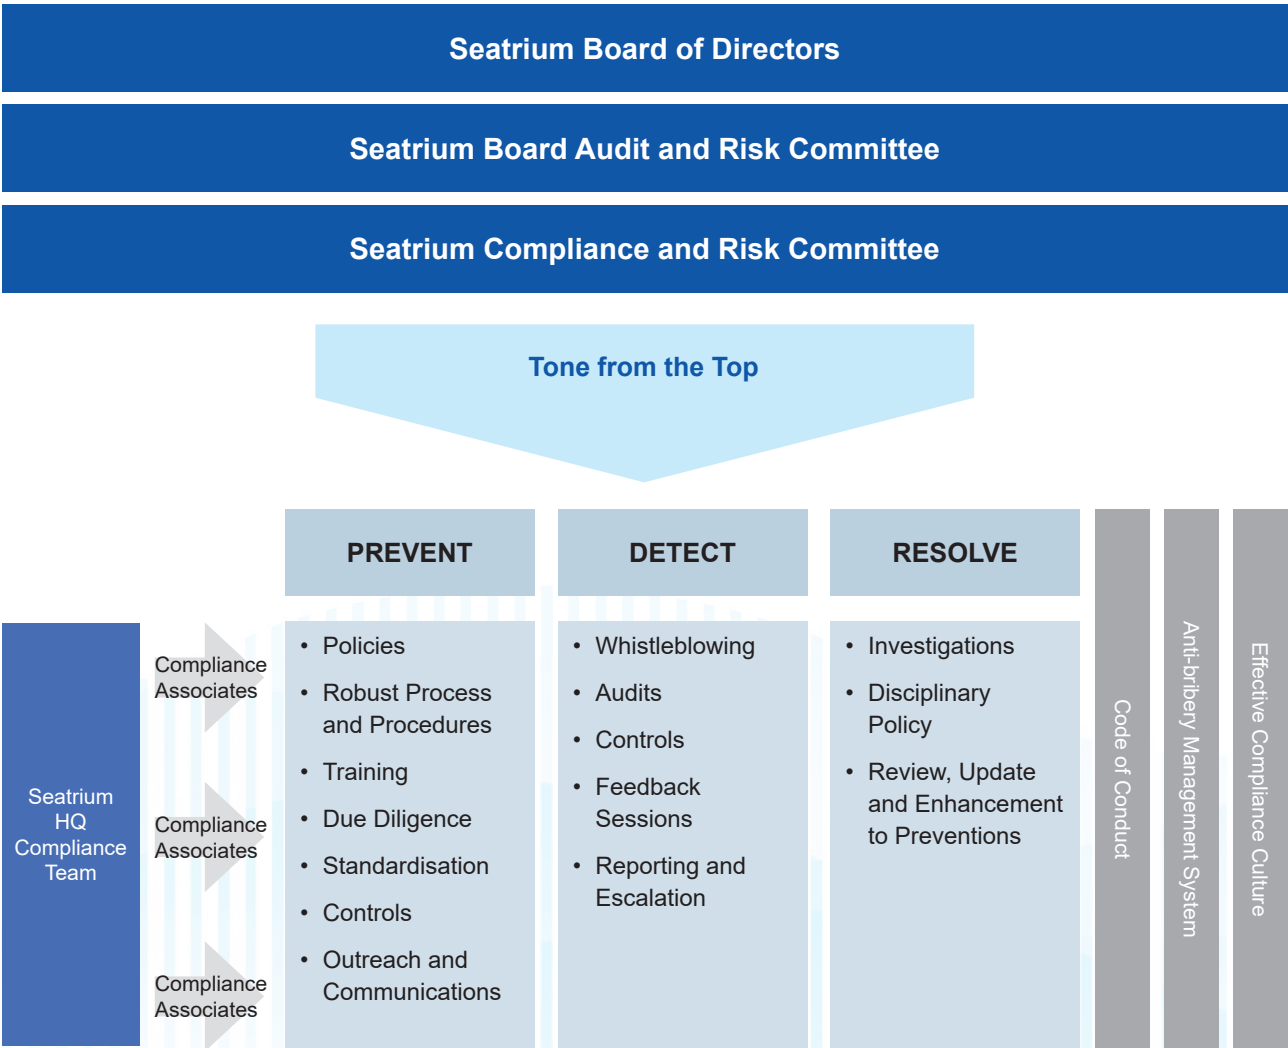 Seatrium Board of Directors
Seatrium Board Audit and Risk Committee
Seatrium Compliance and Risk Committee
Tone from the Top
PREVENT
DETECT
RESOLVE
Seatrium
HQ
Compliance
Team
Compliance
Associates
Compliance
Associates
Compliance
Associates
• Policies
• Robust Process
and Procedures
• Training
• Due Diligence
• Standardisation
• Controls
• Outreach and
Communications
• Whistleblowing
• Audits
• Controls
• Feedback
Sessions
• Reporting and
Escalation
• Investigations
• Disciplinary
Policy
• Review, Update
and Enhancement
to Preventions
Code of Conduct
Anti-bribery Management System
Effective Compliance Culture